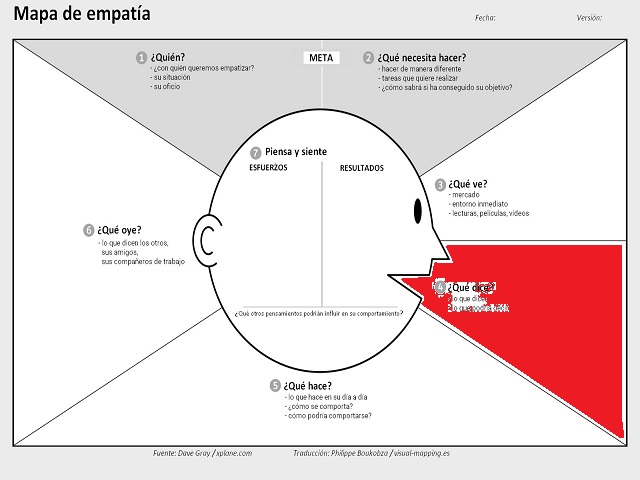 Mapa de empatía
Fecha:
Versión:
1 ¿Quién?
- ¿con quién queremos empatizar?
- su situación
- su oficio
META
2 ¿Qué necesita hacer?
- hacer de manera diferente
- tareas que quiere realizar
- ¿cómo sabrá si ha conseguido su objetivo?
7 Piensa y siente
ESFUERZOS
RESULTADOS
3 ¿Qué ve?
- mercado
- entorno inmediato
- lecturas, películas, vídeos
6 ¿Qué oye?
- lo que dicen los otros,
sus amigos,
sus compañeros de trabajo
4 ¿Qué dice?
- lo que dice
- lo que podría decir
¿Qué otros pensamientos podrían influir en su comportamiento?
5 ¿Qué hace?
- lo que hace en su día a día
- ¿cómo se comporta?
- cómo podría comportarse?
Fuente: Dave Gray / xplane.com
Traducción: Philippe Boukobza / visual-mapping.es